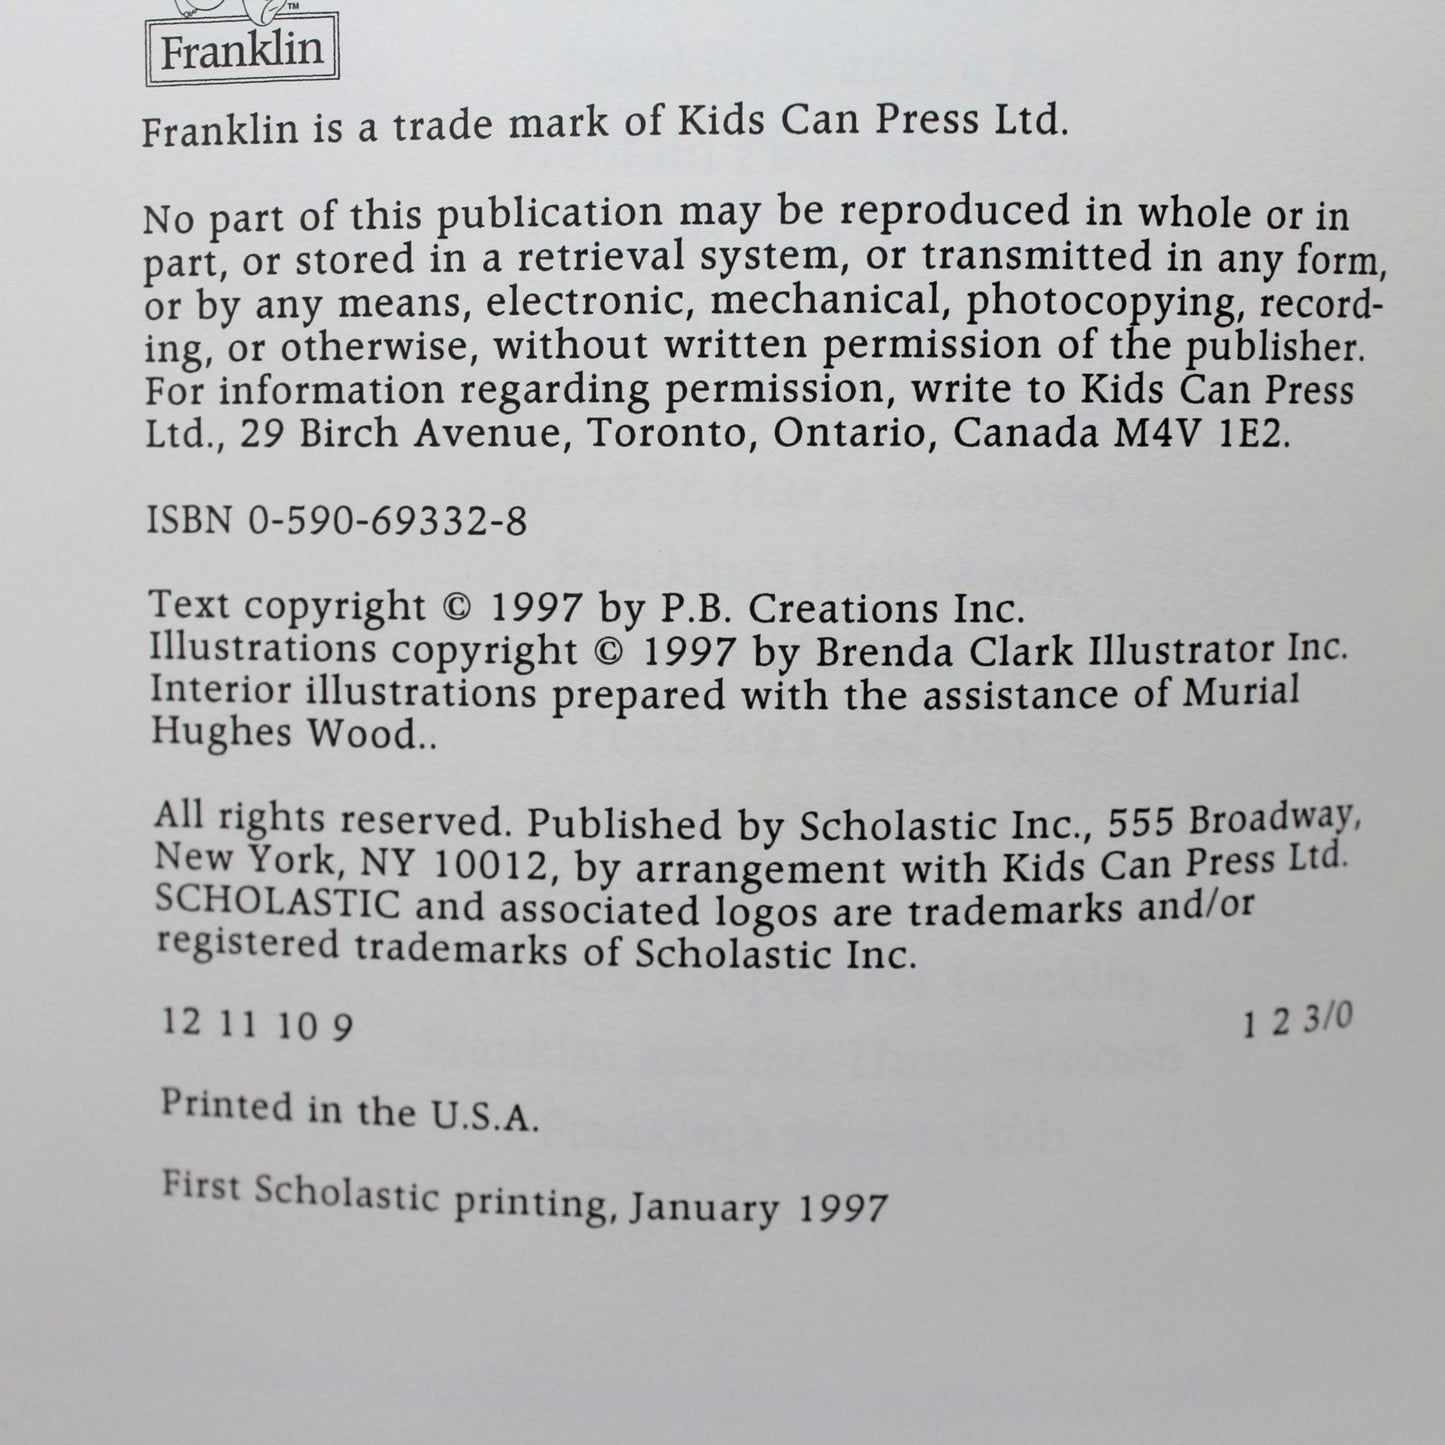 ™
Franklin
Franklin is a trade mark of Kids Can Press Ltd.
No part of this publication may be reproduced in whole or in
part, or stored in a retrieval system, or transmitted in any form,
or by any means, electronic, mechanical, photocopying, record-
ing, or otherwise, without written permission of the publisher.
For information regarding permission, write to Kids Can Press
Ltd., 29 Birch Avenue, Toronto, Ontario, Canada M4V 1E2.
ISBN 0-590-69332-8
Text copyright © 1997 by P.B. Creations Inc.
Illustrations copyright © 1997 by Brenda Clark Illustrator Inc.
Interior illustrations prepared with the assistance of Murial
Hughes Wood..
All rights reserved. Published by Scholastic Inc., 555 Broadway,
New York, NY 10012, by arrangement with Kids Can Press Ltd.
SCHOLASTIC and associated logos are trademarks and/or
registered trademarks of Scholastic Inc.
12 11 10 9 1 2 3/0
Printed in the U.S.A.
First Scholastic printing, January 1997